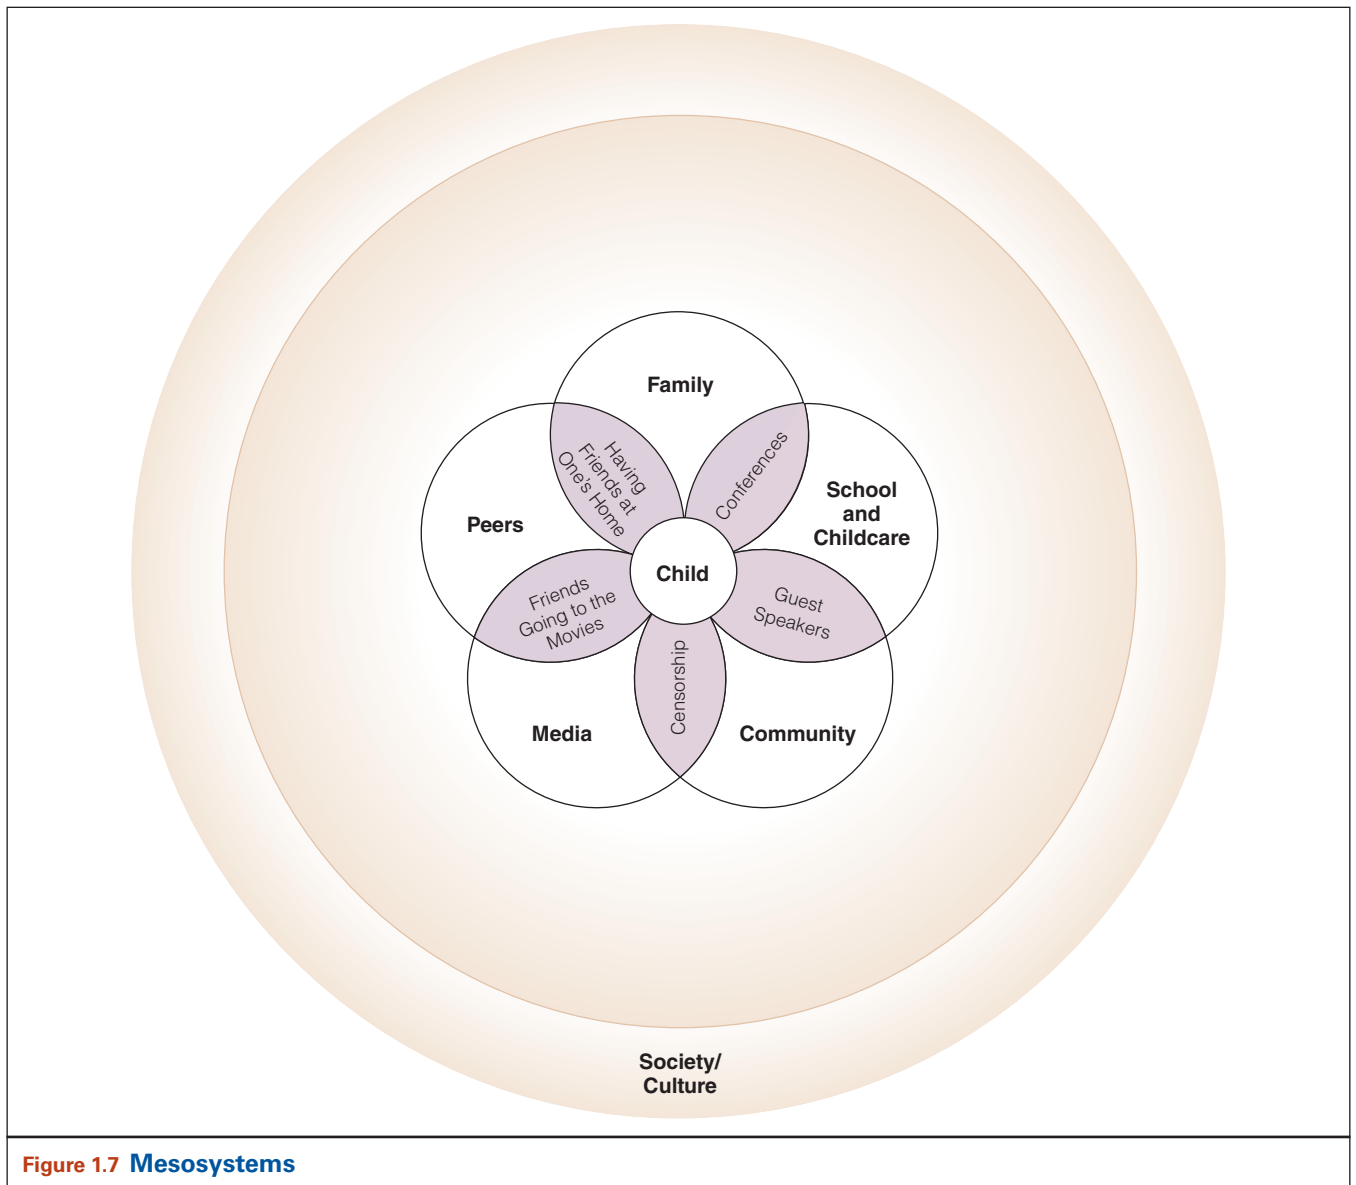 Family
Having
Friends at
One's Home
Conferences
Peers
School
and
Childcare
Child
Friends
Going to the
Movies
Guest
Speakers
Censorship
Media
Community
Society/
Culture
Figure 1.7 Mesosystems